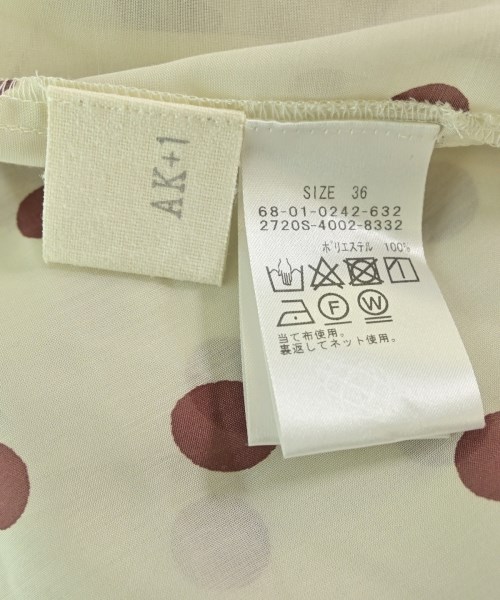 AK+1
SIZE 36
68-01-0242-632
2720S-4002-8332
ポリエステル 100%
F W
当て布使用。
裏返してネット使用。